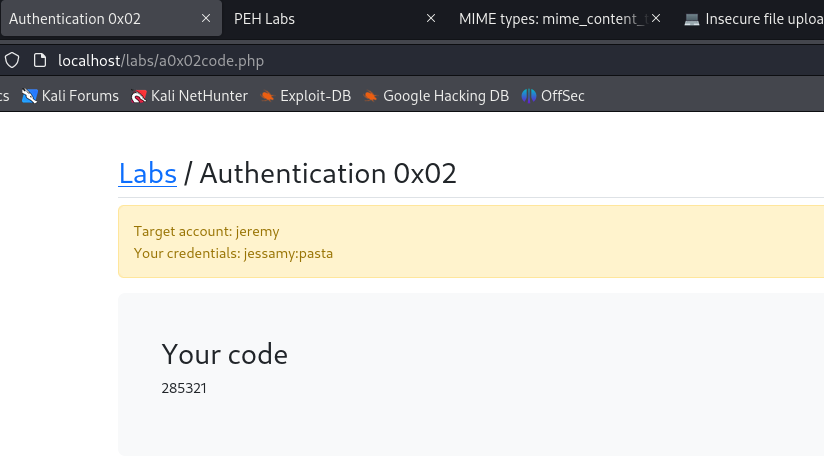 Authentication 0x02
PEH Labs
MIME types: mime_content_
Insecure file uploa
localhost/labs/a0x02code.php
cs
Kali Forums
Kali NetHunter
Exploit-DB
Google Hacking DB
OffSec
Labs / Authentication 0x02
Target account: jeremy
Your credentials: jessamy:pasta
Your code
285321